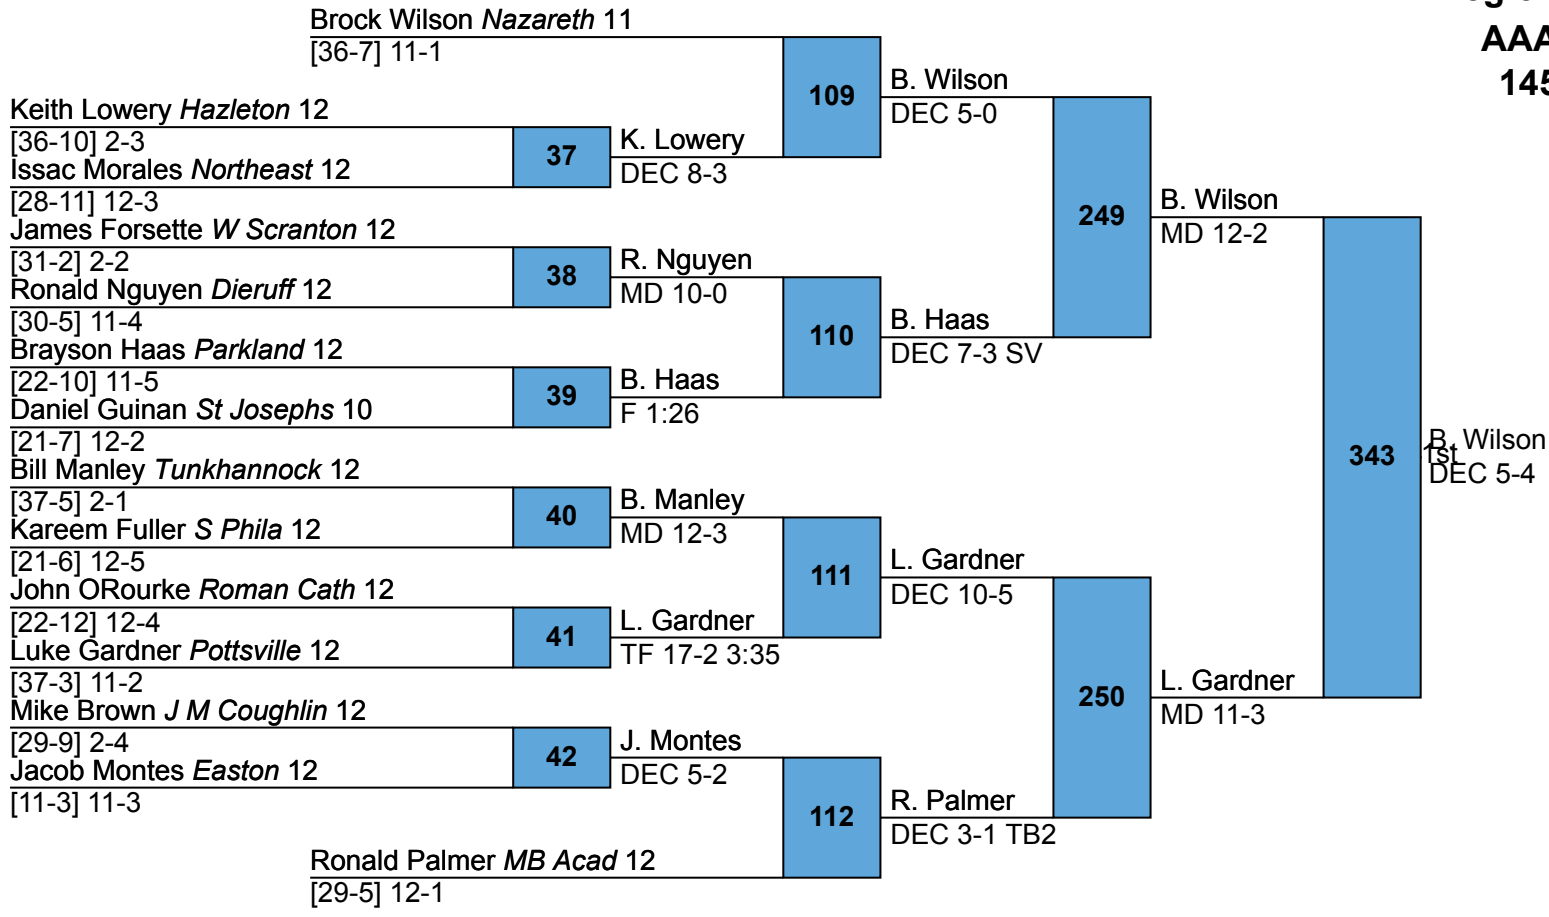 AAA
145
Brock Wilson Nazareth 11
[36-7] 11-1
Keith Lowery Hazleton 12
[36-10] 2-3
Issac Morales Northeast 12
[28-11] 12-3
James Forsette W Scranton 12
[31-2] 2-2
Ronald Nguyen Dieruff 12
[30-5] 11-4
Brayson Haas Parkland 12
[22-10] 11-5
Daniel Guinan St Josephs 10
[21-7] 12-2
Bill Manley Tunkhannock 12
[37-5] 2-1
Kareem Fuller S Phila 12
[21-6] 12-5
John ORourke Roman Cath 12
[22-12] 12-4
Luke Gardner Pottsville 12
[37-3] 11-2
Mike Brown J M Coughlin 12
[29-9] 2-4
Jacob Montes Easton 12
[11-3] 11-3
Ronald Palmer MB Acad 12
[29-5] 12-1
37
K. Lowery
DEC 8-3
38
R. Nguyen
MD 10-0
39
B. Haas
F 1:26
40
B. Manley
MD 12-3
41
L. Gardner
TF 17-2 3:35
42
J. Montes
DEC 5-2
109
B. Wilson
DEC 5-0
110
B. Haas
DEC 7-3 SV
111
L. Gardner
DEC 10-5
112
R. Palmer
DEC 3-1 TB2
249
B. Wilson
MD 12-2
250
L. Gardner
MD 11-3
343
B. Wilson
1st
DEC 5-4